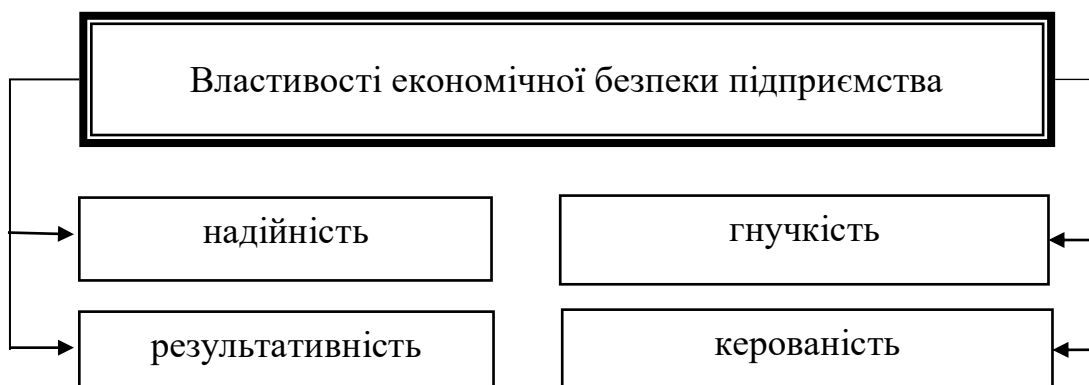 Властивості економічної безпеки підприємства
надійність
гнучкість
результативність
керованість